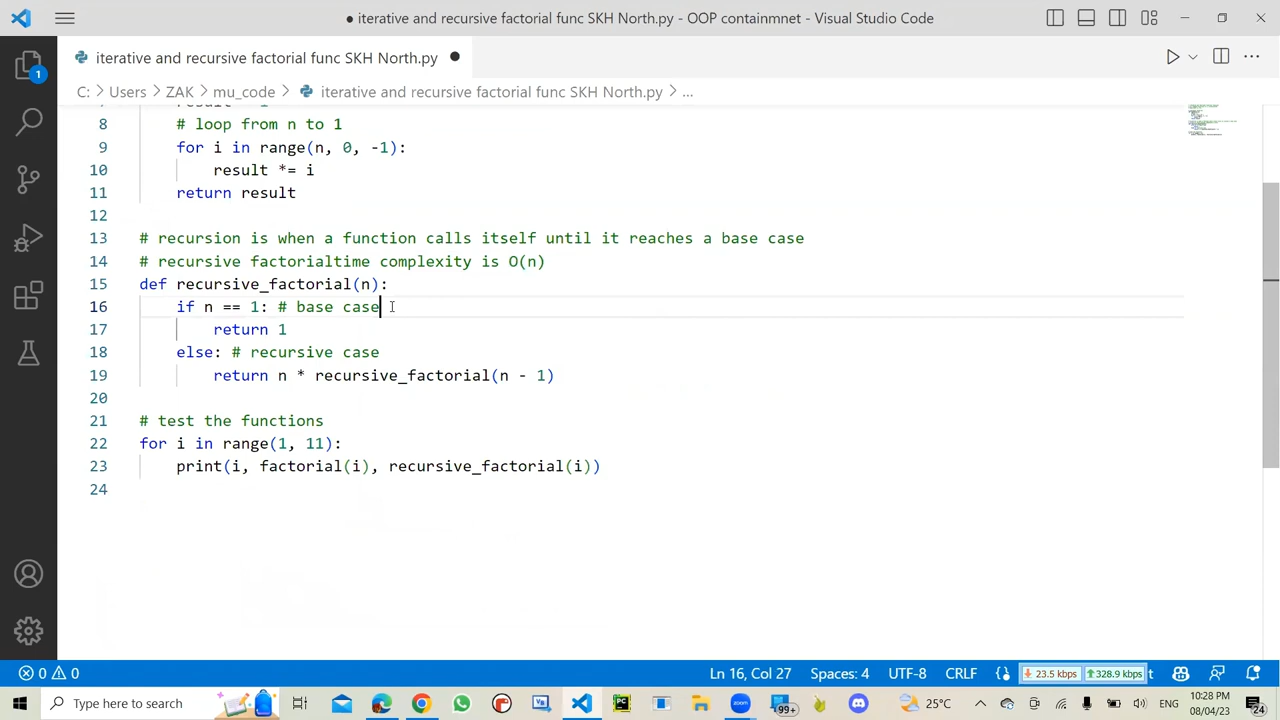 ● iterative and recursive factorial func SKH North.py - OOP containmnet - Visual Studio Code
iterative and recursive factorial func SKH North.py ●
1
C: > Users > ZAK > mu_code > iterative and recursive factorial func SKH North.py > ...
8 # loop from n to 1
9 for i in range(n, 0, -1):
10 result *= i
11 return result
12
13 # recursion is when a function calls itself until it reaches a base case
14 # recursive factorialtime complexity is O(n)
15 def recursive_factorial(n):
16 if n == 1: # base case
17 return 1
18 else: # recursive case
19 return n * recursive_factorial(n - 1)
20
21 # test the functions
22 for i in range(1, 11):
23 print(i, factorial(i), recursive_factorial(i))
24
0 0 Ln 16, Col 27 Spaces: 4 UTF-8 CRLF {} 23.5 kbps 328.9 kbps t
Type here to search zoom 99+ 25°C ENG 10:28 PM
08/04/23 24